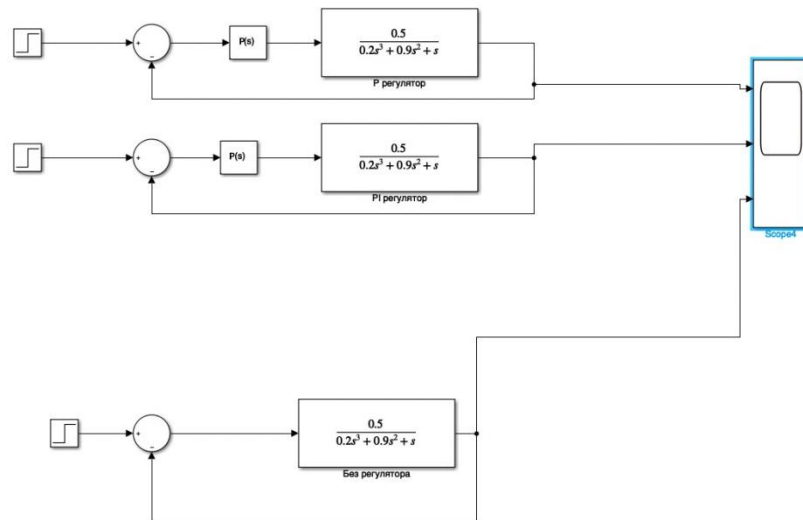 +
−
P(s)
0.5
0.2s³ + 0.9s² + s
P регулятор
+
−
P(s)
0.5
0.2s³ + 0.9s² + s
PI регулятор
Scope4
+
−
0.5
0.2s³ + 0.9s² + s
Без регулятора